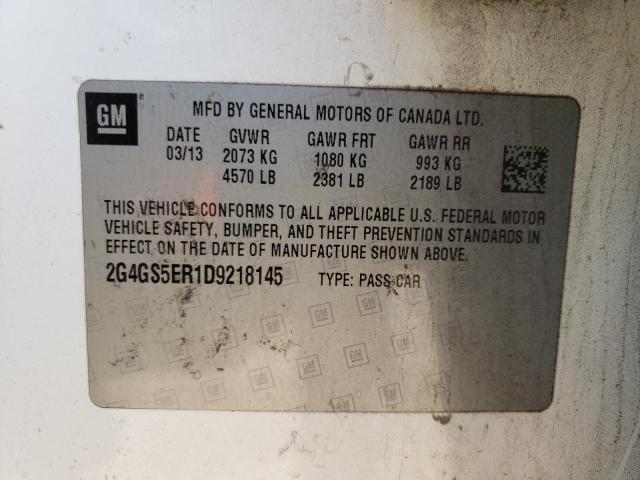 GM
MFD BY GENERAL MOTORS OF CANADA LTD.
DATE GVWR GAWR FRT GAWR RR
03/13 2073 KG 1080 KG 993 KG
4570 LB 2381 LB 2189 LB
THIS VEHICLE CONFORMS TO ALL APPLICABLE U.S. FEDERAL MOTOR
VEHICLE SAFETY, BUMPER, AND THEFT PREVENTION STANDARDS IN
EFFECT ON THE DATE OF MANUFACTURE SHOWN ABOVE.
2G4GS5ER1D9218145 TYPE: PASS CAR